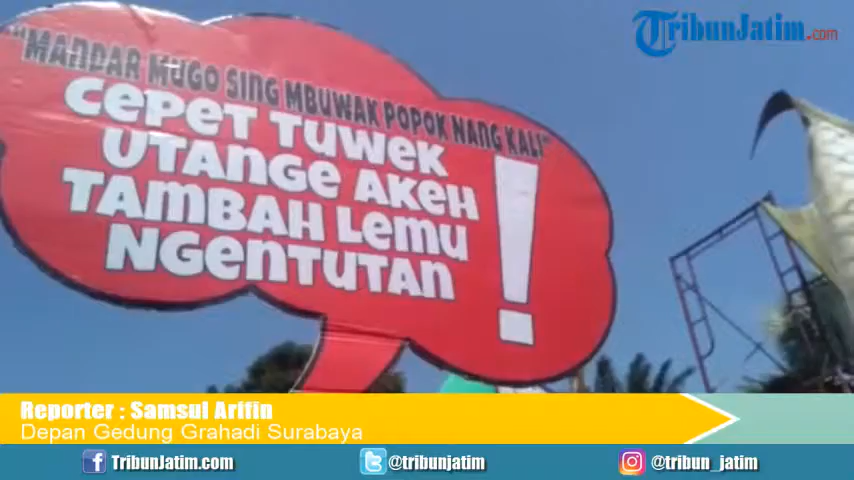 TribunJatim.com
"MANDAR MUGO SING MBUWAK POPOK NANG KALI"
CEPET TUWEK
UTANGE AKEH
TAMBAH LEMU
NGENTUTAN
!
Reporter : Samsul Arifin
Depan Gedung Grahadi Surabaya
TribunJatim.com
@tribunjatim
@tribun_jatim